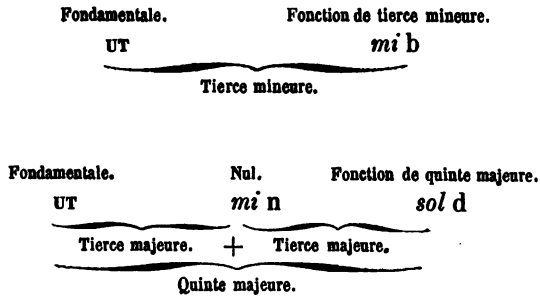 Fondamentale. Fonction de tierce mineure.
UT mi b
Tierce mineure.
Fondamentale. Nul. Fonction de quinte majeure.
UT mi n sol d
Tierce majeure. + Tierce majeure.
Quinte majeure.